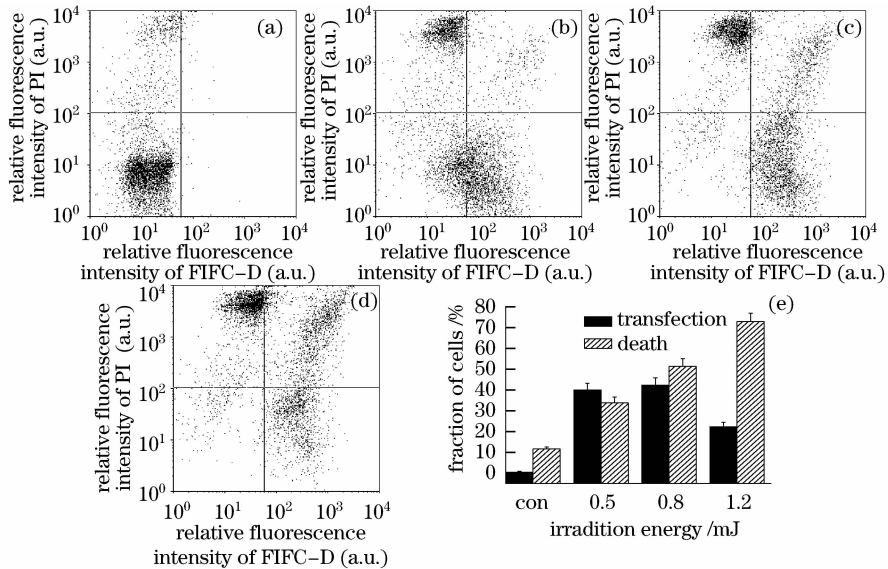 (a)
relative fluorescence
intensity of PI (a.u.)
10⁴
10³
10²
10¹
10⁰
10⁰ 10¹ 10² 10³ 10⁴
relative fluorescence
intensity of FIFC–D (a.u.)
(b)
relative fluorescence
intensity of PI (a.u.)
10⁴
10³
10²
10¹
10⁰
10⁰ 10¹ 10² 10³ 10⁴
relative fluorescence
intensity of FIFC–D (a.u.)
(c)
relative fluorescence
intensity of PI (a.u.)
10⁴
10³
10²
10¹
10⁰
10⁰ 10¹ 10² 10³ 10⁴
relative fluorescence
intensity of FIFC–D (a.u.)
(d)
relative fluorescence
intensity of PI (a.u.)
10⁴
10³
10²
10¹
10⁰
10⁰ 10¹ 10² 10³ 10⁴
relative fluorescence
intensity of FIFC–D (a.u.)
(e)
fraction of cells /%
80
70
60
50
40
30
20
10
0
transfection
death
con 0.5 0.8 1.2
irradition energy /mJ